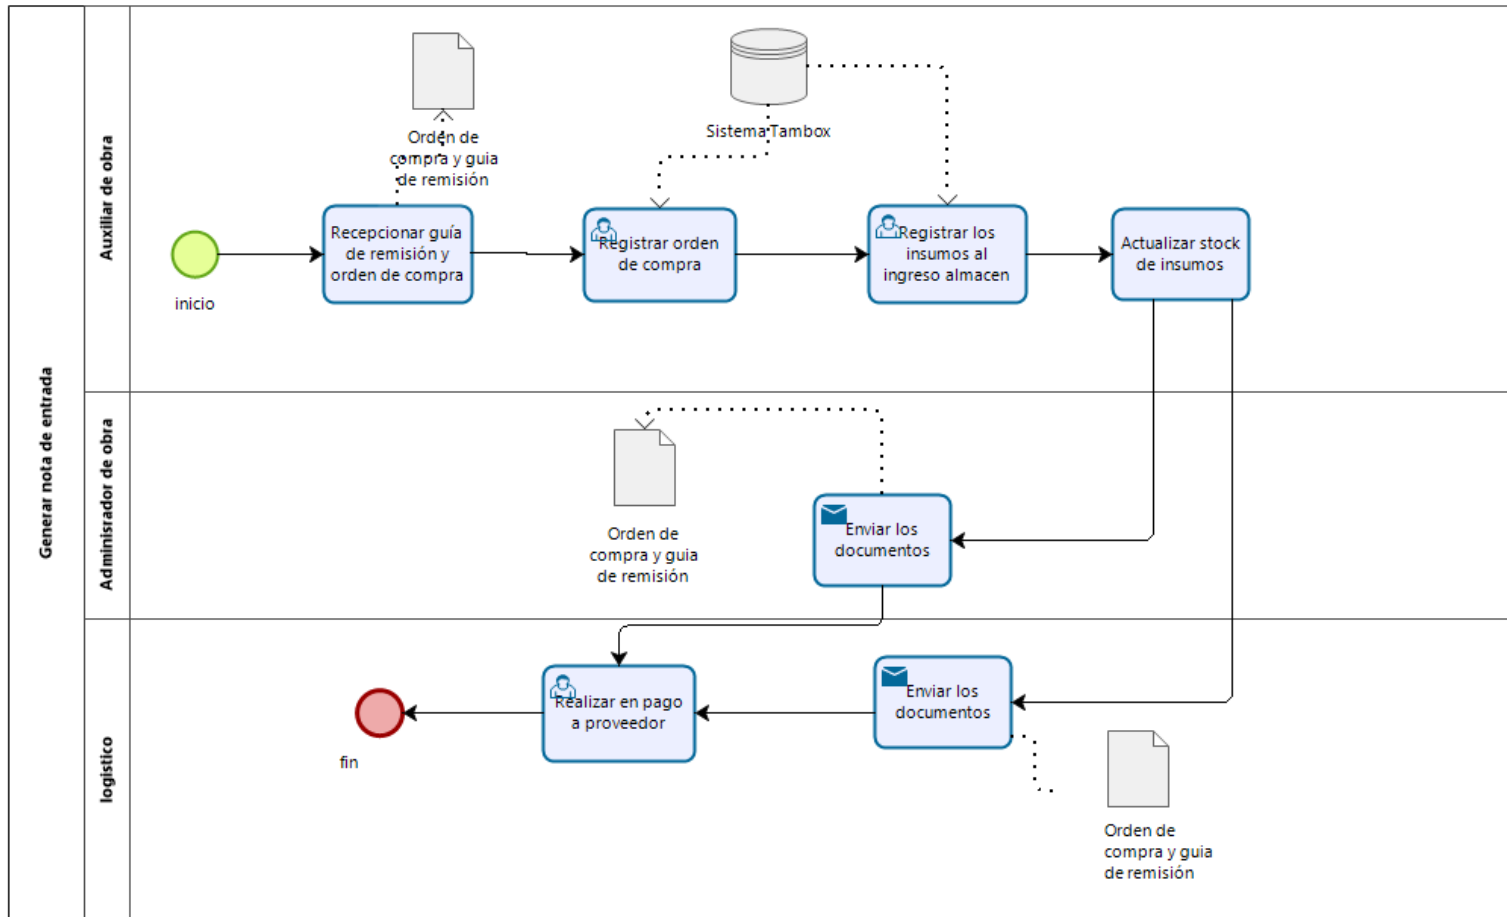 Generar nota de entrada
Auxiliar de obra
Orden de
compra y guia
de remisión
Sistema Tambox
inicio
Recepcionar guía
de remisión y
orden de compra
Registrar orden
de compra
Registrar los
insumos al
ingreso almacen
Actualizar stock
de insumos
Adminisrador de obra
Orden de
compra y guia
de remisión
Enviar los
documentos
logistico
fin
Realizar en pago
a proveedor
Enviar los
documentos
Orden de
compra y guia
de remisión